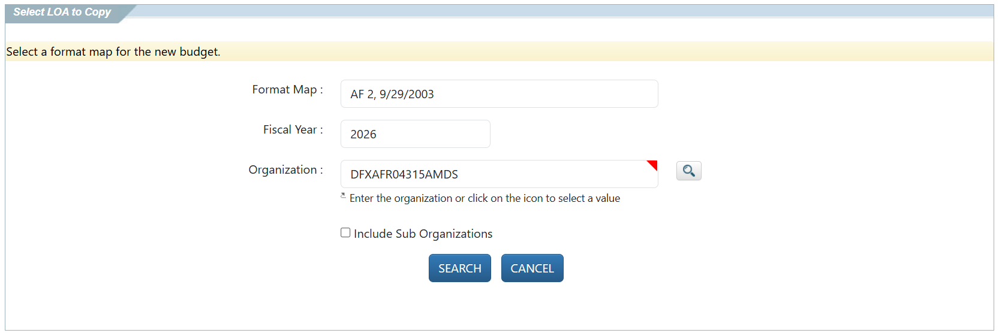 Select LOA to Copy
Select a format map for the new budget.
Format Map :
AF 2, 9/29/2003
Fiscal Year :
2026
Organization :
DFXAFR04315AMDS
Enter the organization or click on the icon to select a value
Include Sub Organizations
SEARCH CANCEL